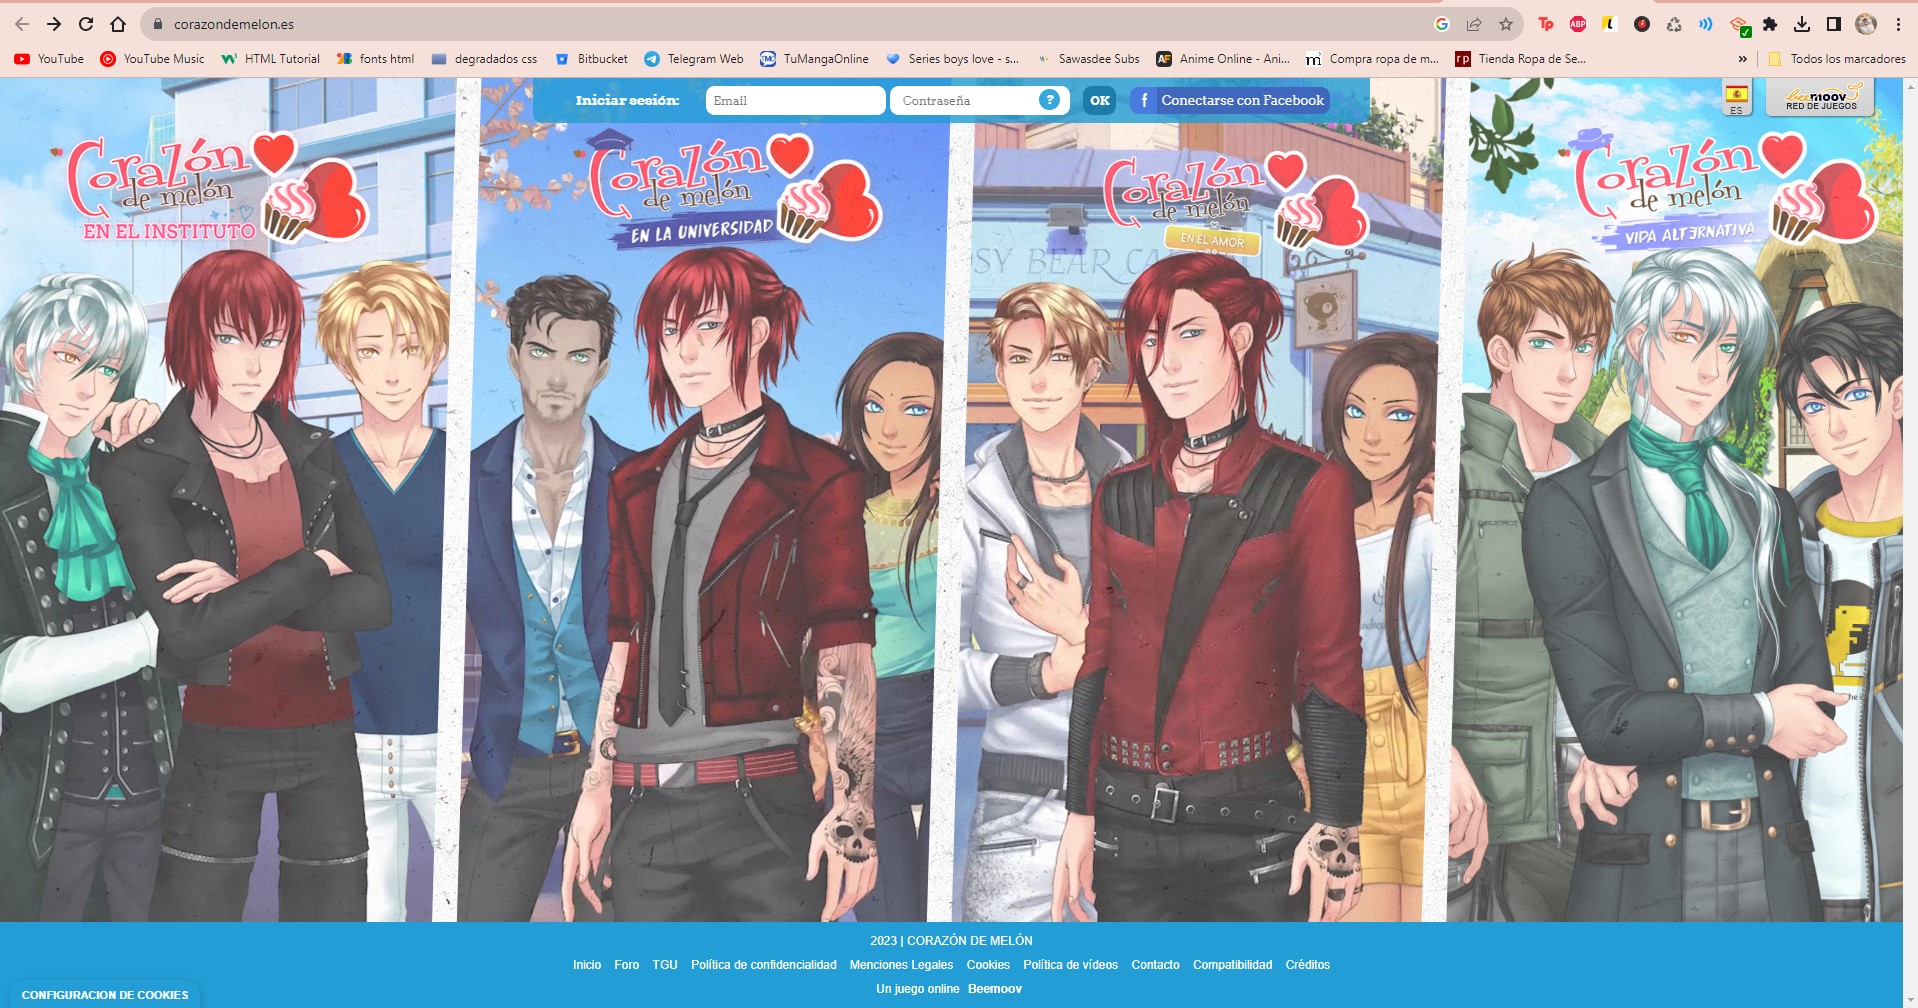 corazondemelon.es
YouTube
YouTube Music
HTML Tutorial
fonts html
degradados css
Bitbucket
Telegram Web
TuMangaOnline
Series boys love - s...
Sawasdee Subs
Anime Online - Ani...
Compra ropa de m...
Tienda Ropa de Se...
»
Todos los marcadores
Iniciar sesión:
Email
Contraseña
?
OK
f Conectarse con Facebook
ES
beemoov
RED DE JUEGOS
Corazón
de melón
EN EL INSTITUTO
Corazón
de melón
EN LA UNIVERSIDAD
Corazón
de melón
EN EL AMOR
Corazón
de melón
VIDA ALT3RNATIVA
2023 | CORAZÓN DE MELÓN
Inicio Foro TGU Política de confidencialidad Menciones Legales Cookies Política de vídeos Contacto Compatibilidad Créditos
Un juego online Beemoov
CONFIGURACION DE COOKIES